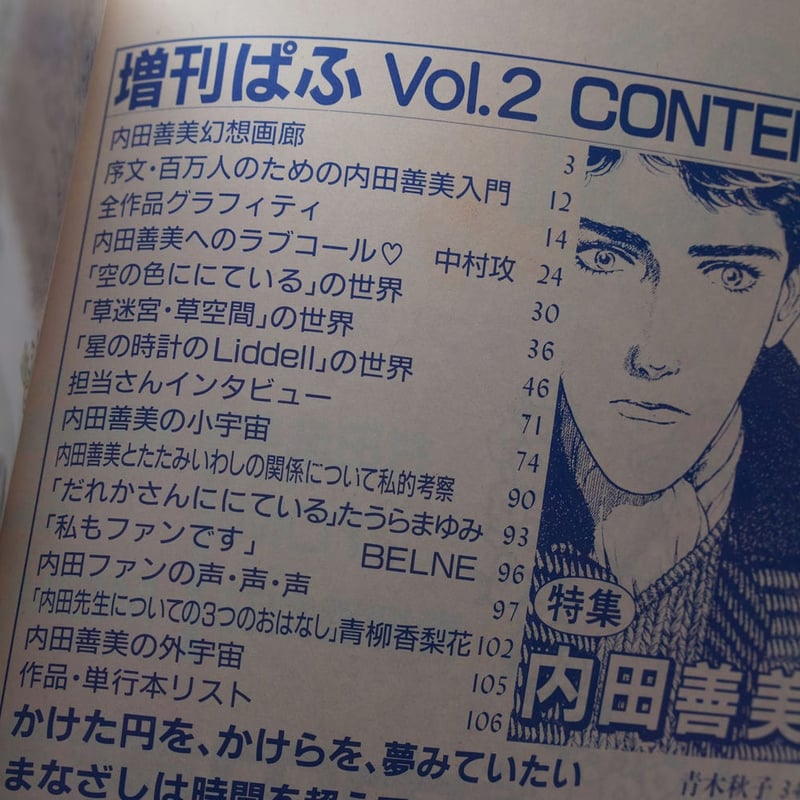 増刊ぱふ Vol.2 CONTEN
内田善美幻想画廊 3
序文・百万人のための内田善美入門 12
全作品グラフィティ 14
内田善美へのラブコール♡ 中村攻 24
「空の色ににている」の世界 30
「草迷宮・草空間」の世界 36
「星の時計のLiddell」の世界 46
担当さんインタビュー 71
内田善美の小宇宙 74
内田善美とたたみいわしの関係について私的考察 90
「だれかさんににている」たうらまゆみ 93
「私もファンです」 BELNE 96
内田ファンの声・声・声 97
「内田先生についての3つのおはなし」青柳香梨花 102
内田善美の外宇宙 105
作品・単行本リスト 106
特集
内田善美
かけた円を、かけらを、夢みていたい
まなざしは時間を超
青木秋子